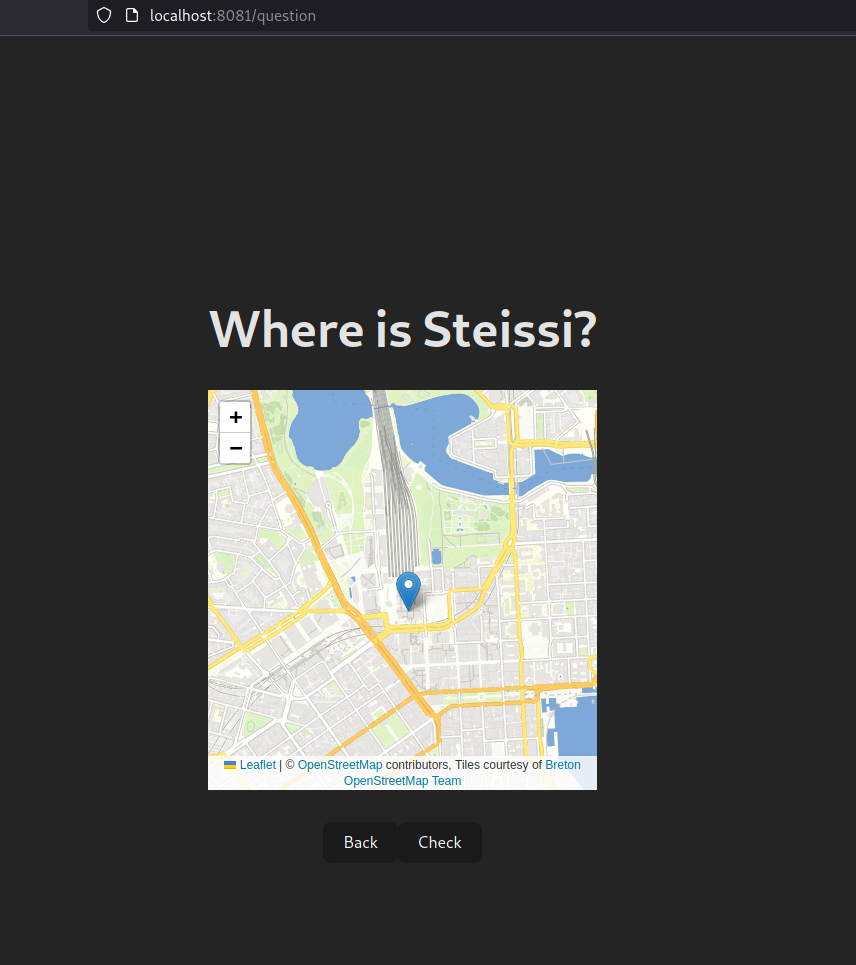 localhost:8081/question
Where is Steissi?
+
−
Leaflet | © OpenStreetMap contributors, Tiles courtesy of Breton
OpenStreetMap Team
Back
Check